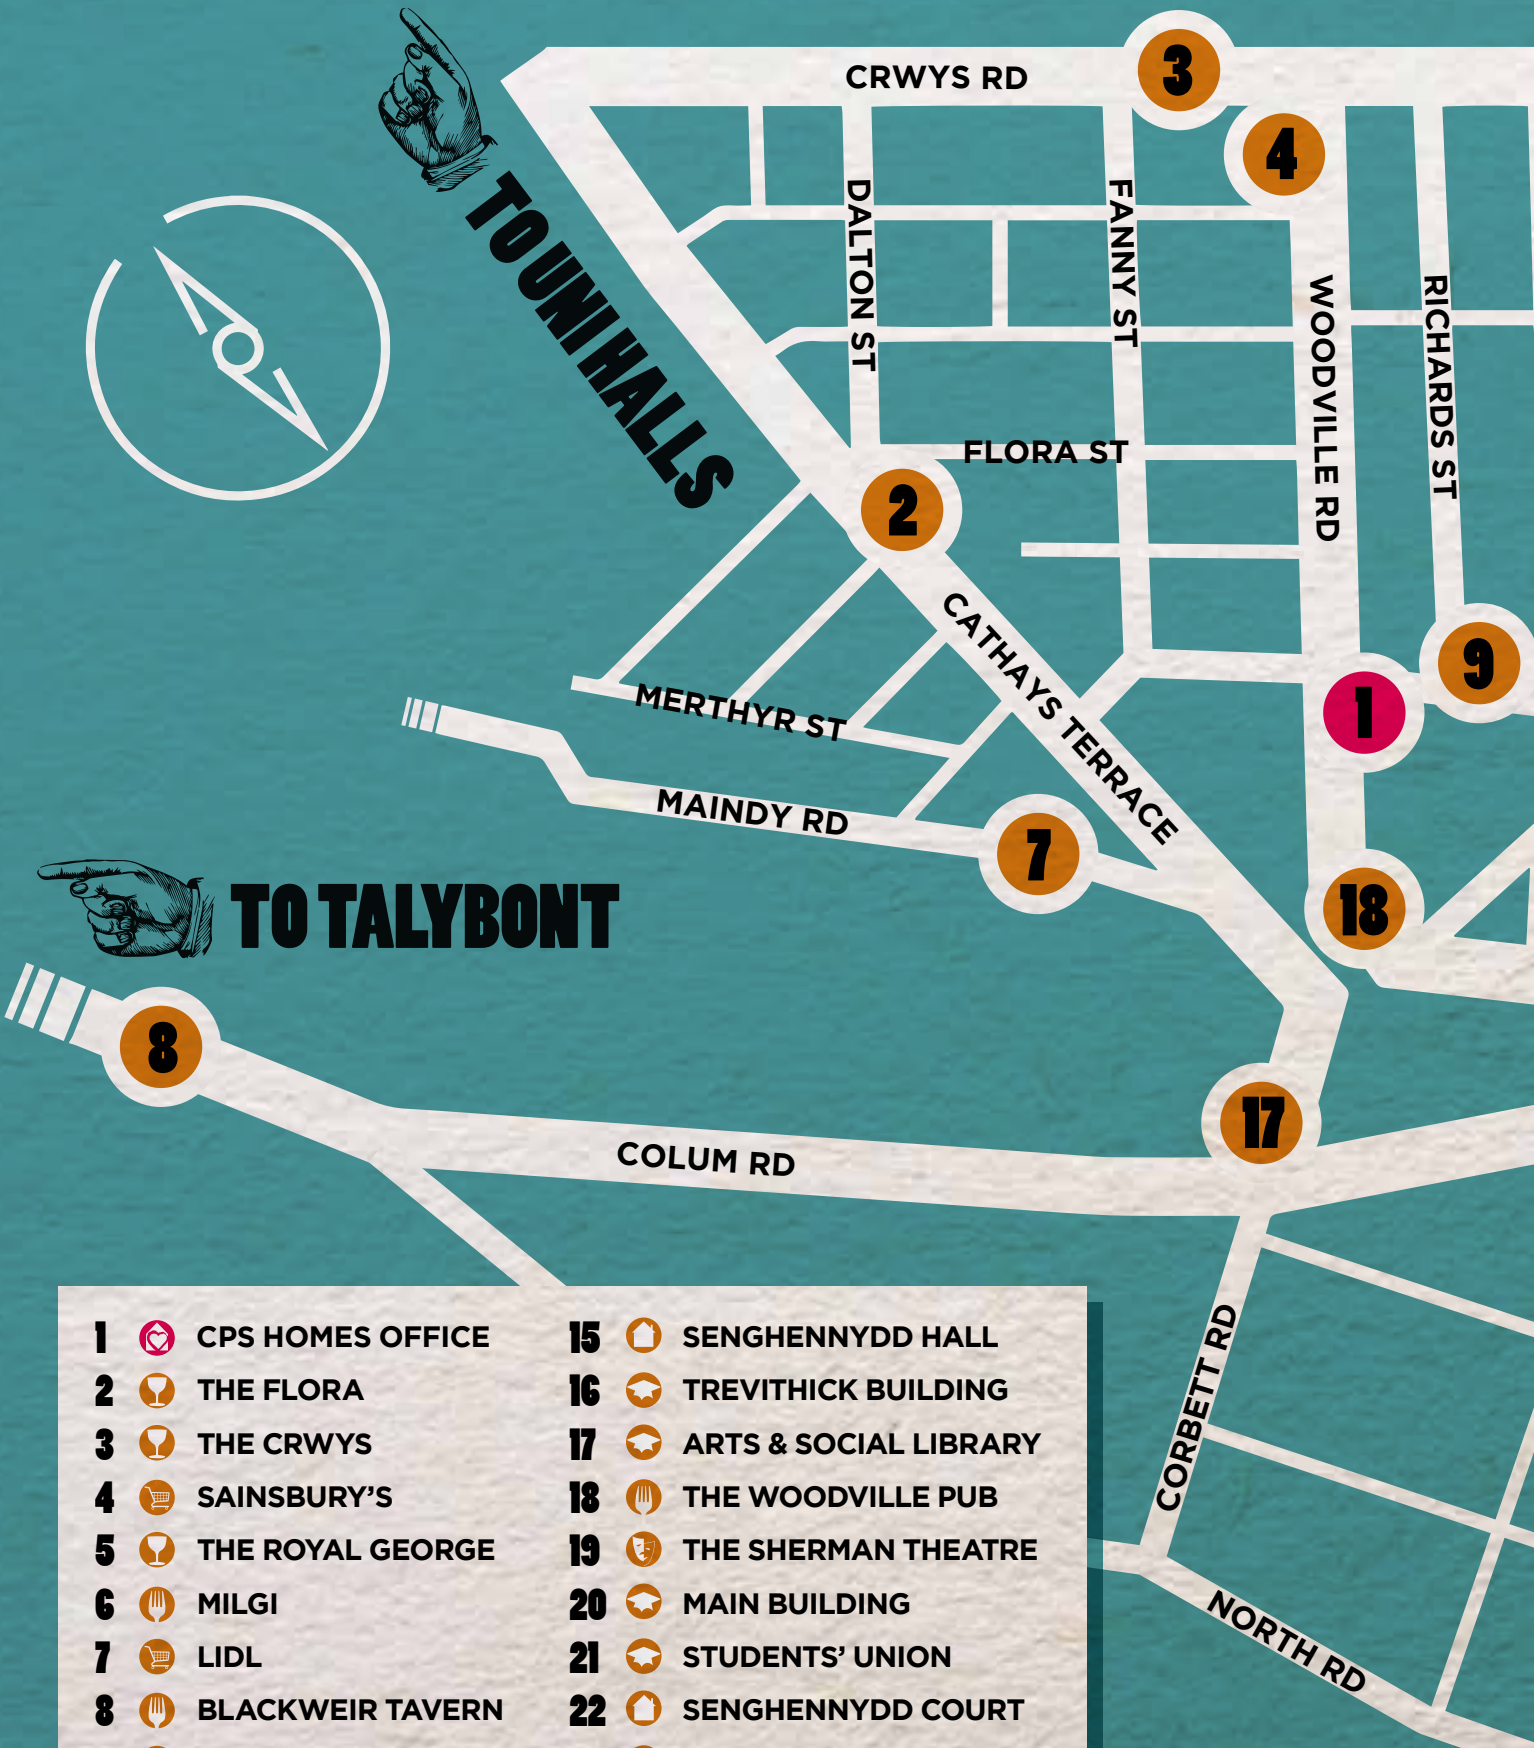 CRWYS RD
3
4
TO UNI HALLS
DALTON ST
FANNY ST
WOODVILLE RD
RICHARDS ST
FLORA ST
2
CATHAYS TERRACE
9
1
MERTHYR ST
MAINDY RD
7
18
TO TALYBONT
8
17
COLUM RD
CORBETT RD
NORTH RD
1 CPS HOMES OFFICE
2 THE FLORA
3 THE CRWYS
4 SAINSBURY'S
5 THE ROYAL GEORGE
6 MILGI
7 LIDL
8 BLACKWEIR TAVERN
15 SENGHENNYDD HALL
16 TREVITHICK BUILDING
17 ARTS & SOCIAL LIBRARY
18 THE WOODVILLE PUB
19 THE SHERMAN THEATRE
20 MAIN BUILDING
21 STUDENTS' UNION
22 SENGHENNYDD COURT